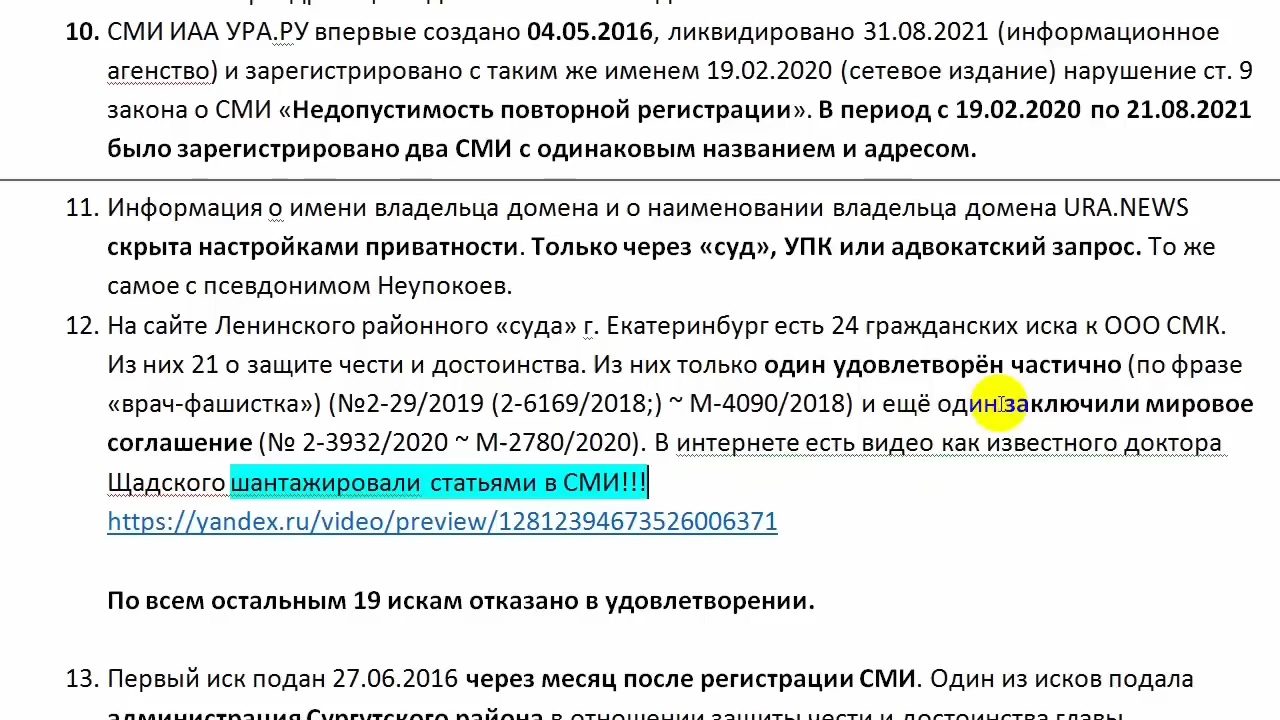 10. СМИ ИАА УРА.РУ впервые создано 04.05.2016, ликвидировано 31.08.2021 (информационное
агенство) и зарегистрировано с таким же именем 19.02.2020 (сетевое издание) нарушение ст. 9
закона о СМИ «Недопустимость повторной регистрации». В период с 19.02.2020 по 21.08.2021
было зарегистрировано два СМИ с одинаковым названием и адресом.
11. Информация о имени владельца домена и о наименовании владельца домена URA.NEWS
скрыта настройками приватности. Только через «суд», УПК или адвокатский запрос. То же
самое с псевдонимом Неупокоев.
12. На сайте Ленинского районного «суда» г. Екатеринбург есть 24 гражданских иска к ООО СМК.
Из них 21 о защите чести и достоинства. Из них только один удовлетворён частично (по фразе
«врач-фашистка») (№2-29/2019 (2-6169/2018;) ~ М-4090/2018) и ещё один заключили мировое
соглашение (№ 2-3932/2020 ~ М-2780/2020). В интернете есть видео как известного доктора
Щадского шантажировали статьями в СМИ!!!
https://yandex.ru/video/preview/12812394673526006371
По всем остальным 19 искам отказано в удовлетворении.
13. Первый иск подан 27.06.2016 через месяц после регистрации СМИ. Один из исков подала
администрация Сургутского района в отношении защиты чести и достоинства главы